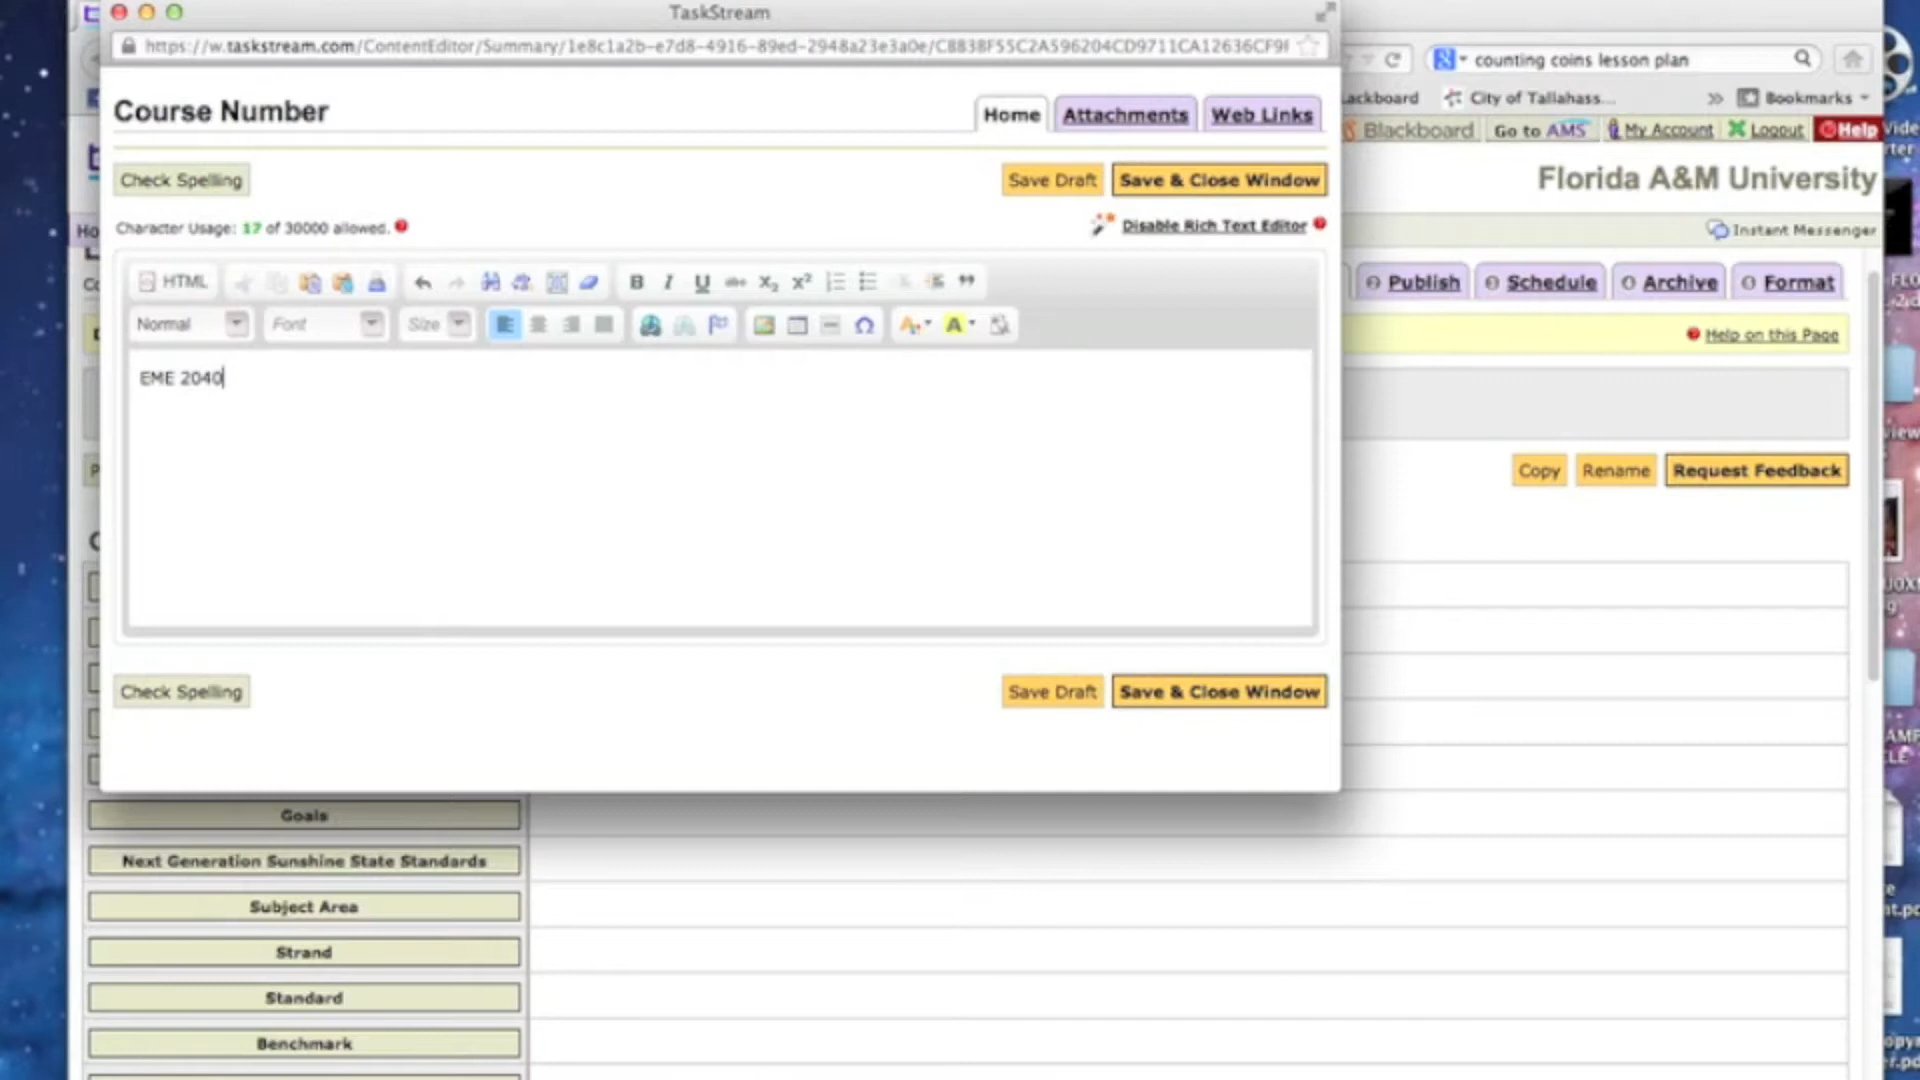 TaskStream
https://w.taskstream.com/ContentEditor/Summary/1e8c1a2b-e7d8-4916-89ed-2948a23e3a0e/
counting coins lesson plan
City of Tallahass...
Bookmarks
Course Number
Home
Attachments
Web Links
Blackboard
Go to AMS
My Account
Logout
Help
Check Spelling
Save Draft
Save & Close Window
Florida A&M University
Character Usage: 17 of 30000 allowed.
Disable Rich Text Editor
Instant Messenger
HTML
B I U abc X₂ X²
Publish
Schedule
Archive
Format
Normal
Font
Size
Help on this Page
EME 2040
Copy
Rename
Request Feedback
Check Spelling
Save Draft
Save & Close Window
Goals
Next Generation Sunshine State Standards
Subject Area
Strand
Standard
Benchmark